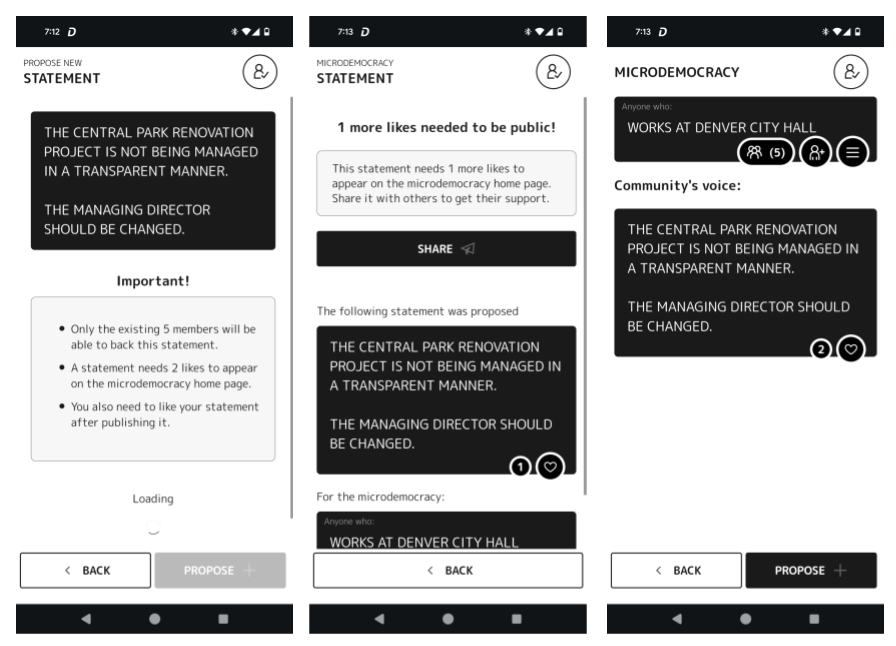 7:12 D
PROPOSE NEW
STATEMENT
THE CENTRAL PARK RENOVATION
PROJECT IS NOT BEING MANAGED
IN A TRANSPARENT MANNER.
THE MANAGING DIRECTOR
SHOULD BE CHANGED.
Important!
• Only the existing 5 members will be
able to back this statement.
• A statement needs 2 likes to appear
on the microdemocracy home page.
• You also need to like your statement
after publishing it.
Loading
< BACK
PROPOSE +
7:13 D
MICRODEMOCRACY
STATEMENT
1 more likes needed to be public!
This statement needs 1 more likes to
appear on the microdemocracy home page.
Share it with others to get their support.
SHARE
The following statement was proposed
THE CENTRAL PARK RENOVATION
PROJECT IS NOT BEING MANAGED IN
A TRANSPARENT MANNER.
THE MANAGING DIRECTOR SHOULD
BE CHANGED.
1
For the microdemocracy:
Anyone who:
WORKS AT DENVER CITY HALL
< BACK
7:13 D
MICRODEMOCRACY
Anyone who:
WORKS AT DENVER CITY HALL
(5)
Community's voice:
THE CENTRAL PARK RENOVATION
PROJECT IS NOT BEING MANAGED IN
A TRANSPARENT MANNER.
THE MANAGING DIRECTOR SHOULD
BE CHANGED.
2
< BACK
PROPOSE +